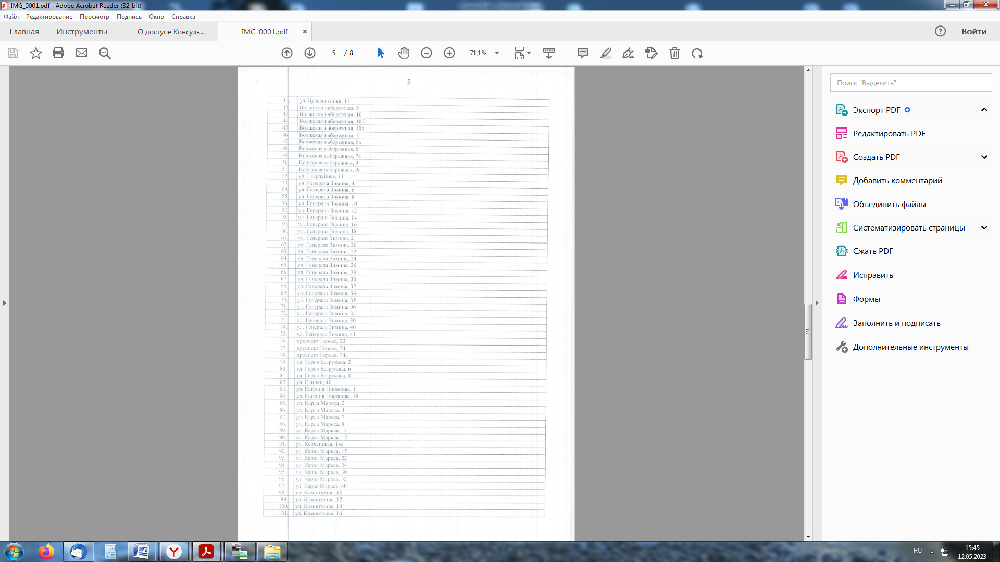 IMG_0001.pdf - Adobe Acrobat Reader (32-bit)
Файл Редактирование Просмотр Подпись Окно Справка
Главная Инструменты О доступе Консуль... IMG_0001.pdf Войти
5 / 8 71,1%
5
41. ул. Буревестника, 17
42. Волжская набережная, 5
43. Волжская набережная, 10
44. Волжская набережная, 10б
45. Волжская набережная, 10в
46. Волжская набережная, 11
47. Волжская набережная, 5а
48. Волжская набережная, 6
49. Волжская набережная, 7а
50. Волжская набережная, 9
51. Волжская набережная, 9а
52. ул. Гвардейцев, 11
53. ул. Генерала Зимина, 4
54. ул. Генерала Зимина, 6
55. ул. Генерала Зимина, 8
56. ул. Генерала Зимина, 10
57. ул. Генерала Зимина, 12
58. ул. Генерала Зимина, 14
59. ул. Генерала Зимина, 16
60. ул. Генерала Зимина, 18
61. ул. Генерала Зимина, 2
62. ул. Генерала Зимина, 20
63. ул. Генерала Зимина, 22
64. ул. Генерала Зимина, 24
65. ул. Генерала Зимина, 26
66. ул. Генерала Зимина, 28
67. ул. Генерала Зимина, 30
68. ул. Генерала Зимина, 32
69. ул. Генерала Зимина, 34
70. ул. Генерала Зимина, 35
71. ул. Генерала Зимина, 36
72. ул. Генерала Зимина, 37
73. ул. Генерала Зимина, 39
74. ул. Генерала Зимина, 40
75. ул. Генерала Зимина, 41
76. проспект Героев, 23
77. проспект Героев, 74
78. проспект Героев, 74а
79. ул. Героя Безрукова, 2
80. ул. Героя Безрукова, 6
81. ул. Героя Безрукова, 8
82. ул. Глинки, 40
83. ул. Евгения Никонова, 1
84. ул. Евгения Никонова, 19
85. ул. Карла Маркса, 2
86. ул. Карла Маркса, 4
87. ул. Карла Маркса, 7
88. ул. Карла Маркса, 8
89. ул. Карла Маркса, 11
90. ул. Карла Маркса, 12
91. ул. Керченская, 14а
92. ул. Карла Маркса, 15
93. ул. Карла Маркса, 22
94. ул. Карла Маркса, 24
95. ул. Карла Маркса, 30
96. ул. Карла Маркса, 32
97. ул. Карла Маркса, 40
98. ул. Коминтерна, 10
99. ул. Коминтерна, 12
100. ул. Коминтерна, 14
101. ул. Коминтерна, 16
Поиск "Выделить"
Экспорт PDF
Редактировать PDF
Создать PDF
Добавить комментарий
Объединить файлы
Систематизировать страницы
Сжать PDF
Исправить
Формы
Заполнить и подписать
Дополнительные инструменты
RU 15:45
12.05.2023